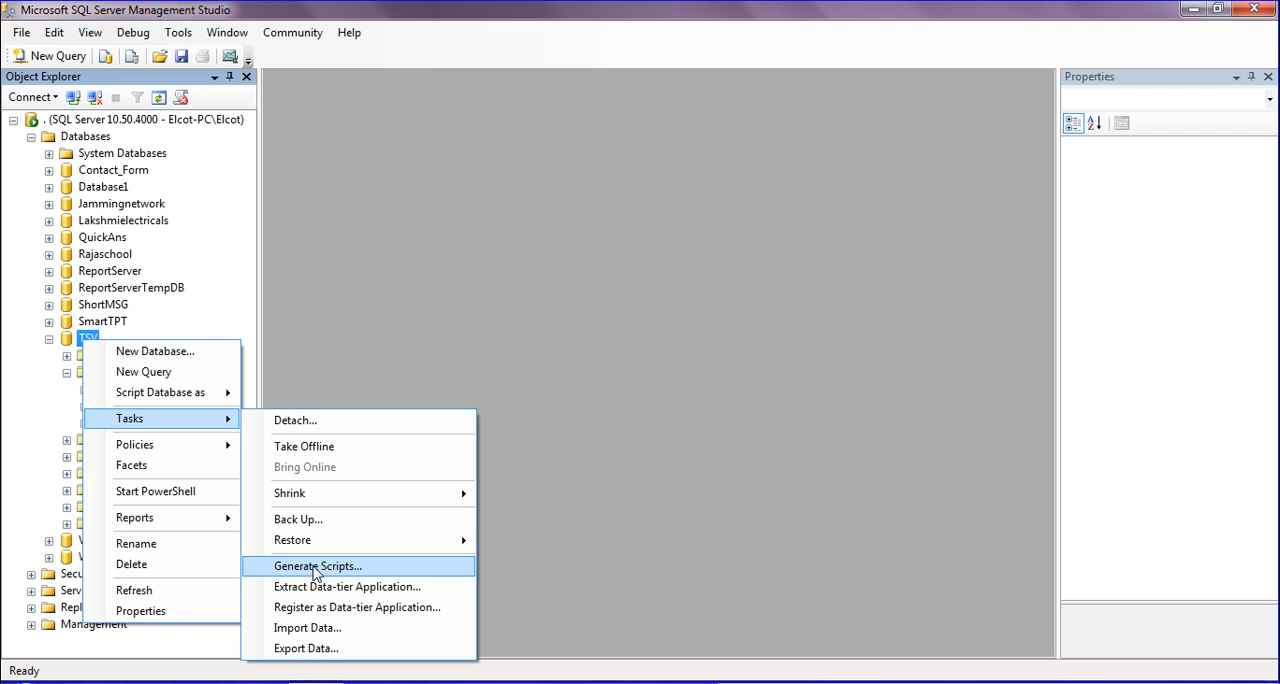 Microsoft SQL Server Management Studio
File Edit View Debug Tools Window Community Help
New Query
Object Explorer
Connect
. (SQL Server 10.50.4000 - Elcot-PC\Elcot)
Databases
System Databases
Contact_Form
Database1
Jammingnetwork
Lakshmielectricals
QuickAns
Rajaschool
ReportServer
ReportServerTempDB
ShortMSG
SmartTPT
TSV
Secu
Serv
Repl
Management
New Database...
New Query
Script Database as
Tasks
Policies
Facets
Start PowerShell
Reports
Rename
Delete
Refresh
Properties
Detach...
Take Offline
Bring Online
Shrink
Back Up...
Restore
Generate Scripts...
Extract Data-tier Application...
Register as Data-tier Application...
Import Data...
Export Data...
Properties
Ready